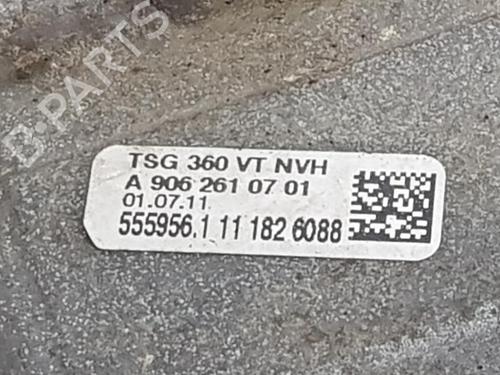 B-PARTS
TSG 360 VT NVH
A 906 261 07 01
01.07.11
555956.1 11 182 6088